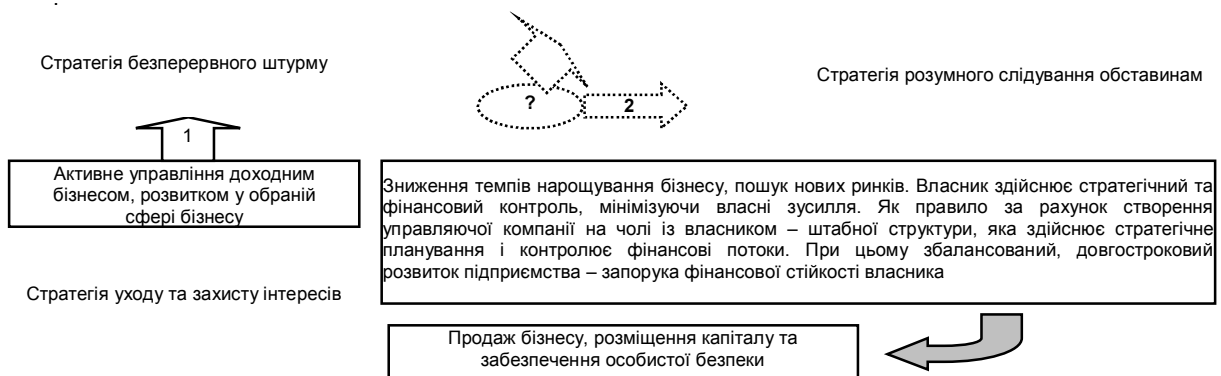 Стратегія безперервного штурму
?
2
Стратегія розумного слідування обставинам
1
Активне управління доходним
бізнесом, розвитком у обраній
сфері бізнесу
Зниження темпів нарощування бізнесу, пошук нових ринків. Власник здійснює стратегічний та
фінансовий контроль, мінімізуючи власні зусилля. Як правило за рахунок створення
управляючої компанії на чолі із власником – штабної структури, яка здійснює стратегічне
планування і контролює фінансові потоки. При цьому збалансований, довгостроковий
розвиток підприємства – запорука фінансової стійкості власника
Стратегія уходу та захисту інтересів
Продаж бізнесу, розміщення капіталу та
забезпечення особистої безпеки